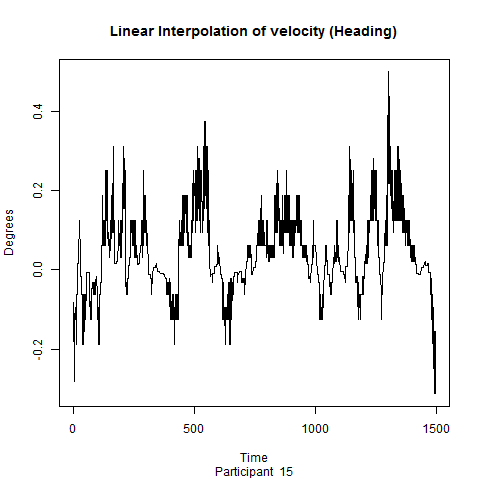 Linear Interpolation of velocity (Heading)
Degrees
0.4
0.2
0.0
-0.2
0 500 1000 1500
Time
Participant 15